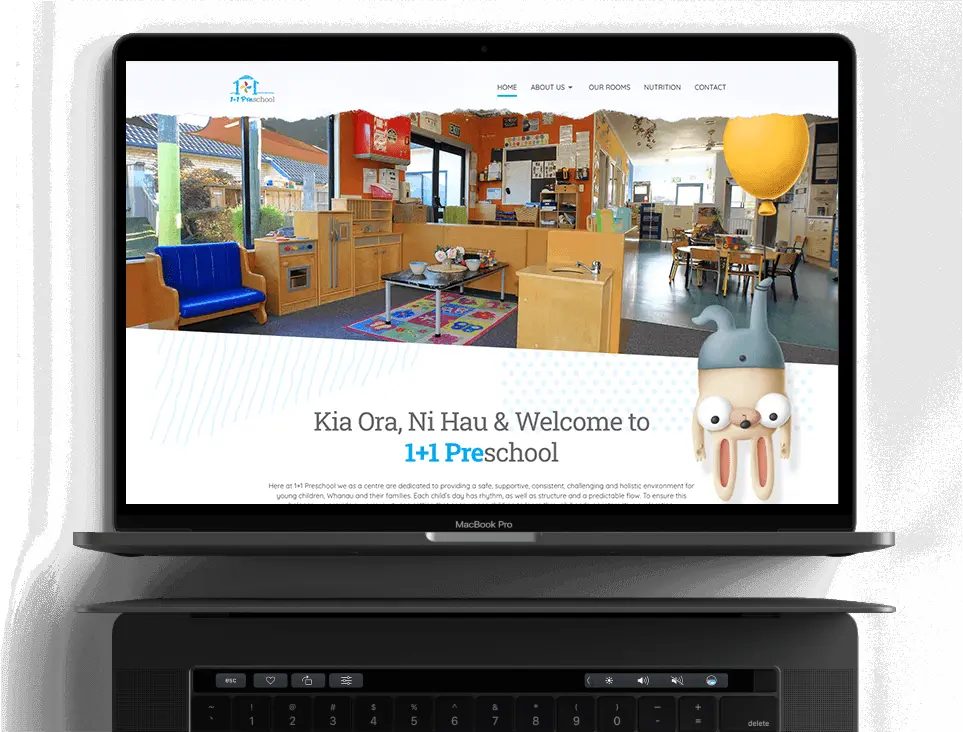 1+1 Preschool
HOME ABOUT US OUR ROOMS NUTRITION CONTACT
EXIT
Kia Ora, Ni Hau & Welcome to
1+1 Preschool
Here at 1+1 Preschool we as a centre are dedicated to providing a safe, supportive, consistent, challenging and holistic environment for
young children, Whanau and their families. Each child's day has rhythm, as well as structure and a predictable flow. To ensure this
MacBook Pro
esc
~ ! @ # $ % ^ & * ( ) – +
` 1 2 3 4 5 6 7 8 9 0 - = delete